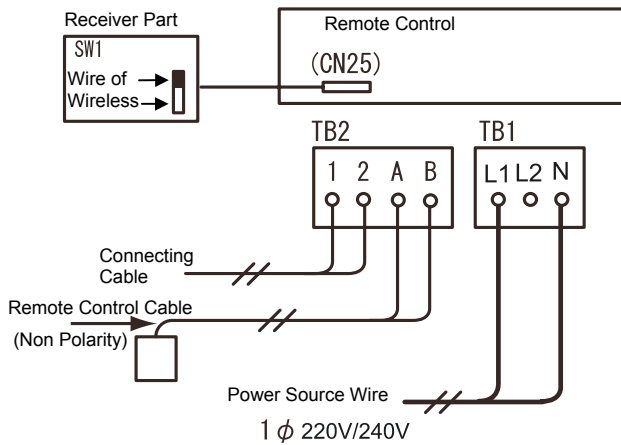 Receiver Part
Remote Control
SW1
(CN25)
Wire of
Wireless
TB2
TB1
1 2 A B
L1 L2 N
Connecting
Cable
Remote Control Cable
(Non Polarity)
Power Source Wire
1 ϕ 220V/240V